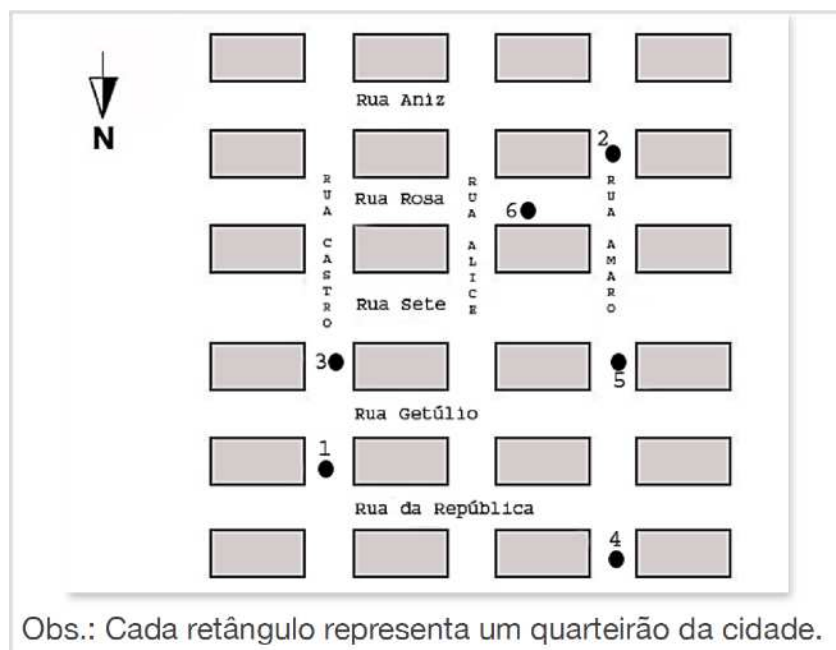 Rua Aniz
2
N
RUA CASTRO
Rua Rosa
RUA ALICE
6
RUA AMARO
Rua Sete
3
5
Rua Getúlio
1
Rua da República
4
Obs.: Cada retângulo representa um quarteirão da cidade.